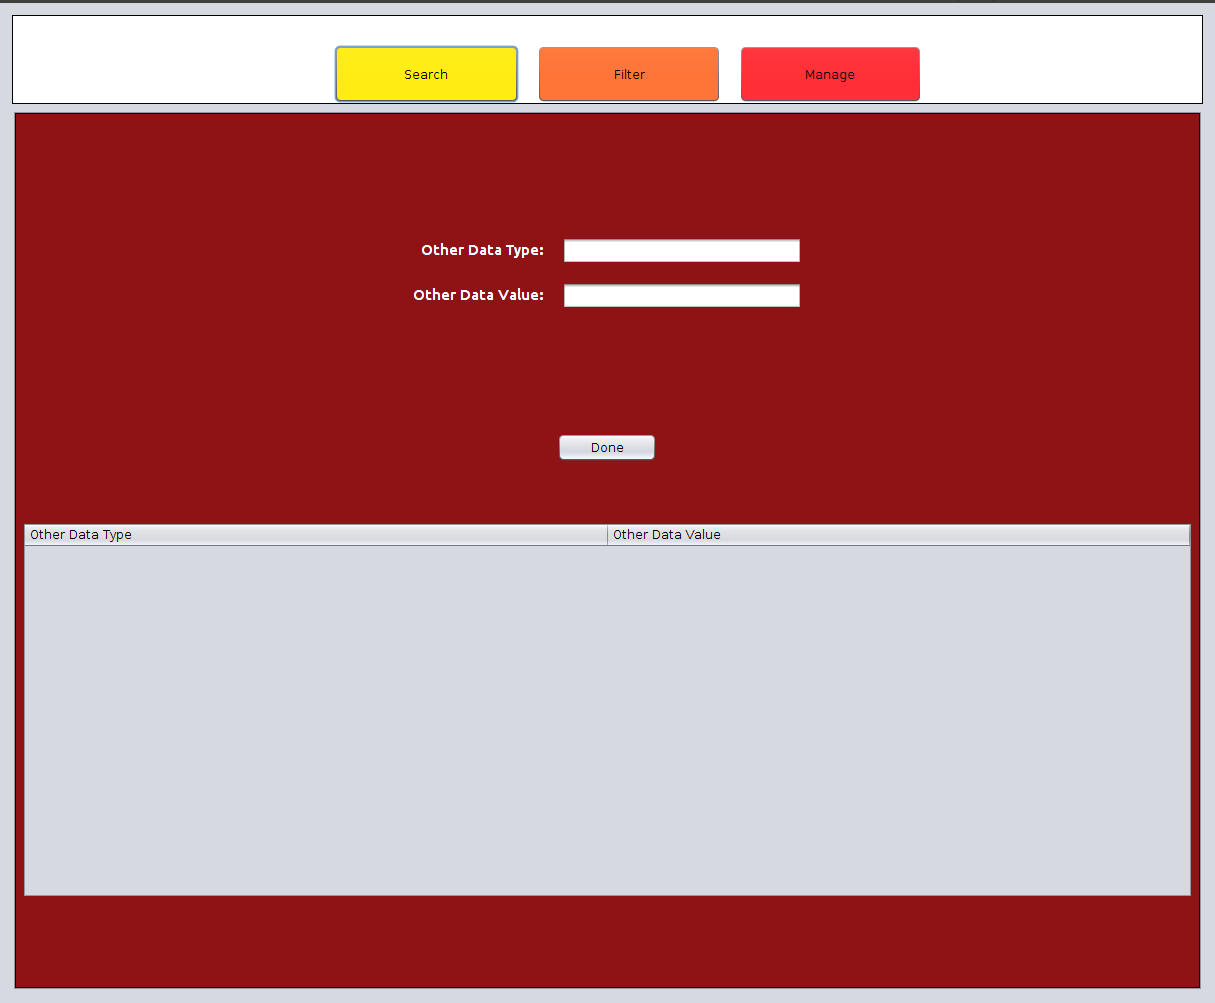 Search Filter Manage
Other Data Type:
Other Data Value:
Done
Other Data Type Other Data Value